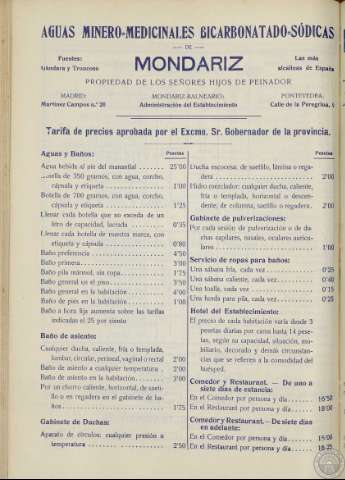 AGUAS MINERO-MEDICINALES BICARBONATADO-SÓDICAS
DE
MONDARIZ
Fuentes:
Gándara y Troncoso
Las más
alcalinas de España
PROPIEDAD DE LOS SEÑORES HIJOS DE PEINADOR
MADRID:
Martínez Campos n.º 20
MONDARIZ-BALNEARIO:
Administración del Establecimiento
PONTEVEDRA,
Calle de la Peregrina,
Tarifa de precios aprobada por el Excmo. Sr. Gobernador de la provincia.
Aguas y Baños: Pesetas
Agua bebida al pie del manantial 25'00
Botella de 350 gramos, con agua, corcho,
cápsula y etiqueta 1'00
Botella de 700 gramos, con agua, corcho,
cápsula y etiqueta 1'25
Llenar cada botella que no exceda de un
litro de capacidad, lacrada 0'35
Llenar cada botella de nuestra marca, con
etiqueta y cápsula 0'60
Baño preferencia 4'50
Baño primera 3'00
Baño pila mármol, sin ropa 1'75
Baño general en el piso 3'50
Baño general en la habitación 4'00
Baño de pies en la habitación 1'00
Baño a hora fija aumenta sobre las tarifas
indicadas el 25 por ciento
Baño de asiento:
Cualquier ducha, caliente, fría o templada,
lumbar, circular, perineal, vaginal o rectal 2'00
Baño de asiento a cualquier temperatura 2'00
Baño de asiento en la habitación 3'00
Por un chorro caliente, horizontal, de saeti-
llo o en regadera en el gabinete de ba-
ños 1'75
Gabinete de Duchas:
Aparato de círculos: cualquier presión o
temperatura 2'50
Pesetas
Ducha escocesa: de saetillo, lámina o rega-
dera 2'00
Hidro mezclador: cualquier ducha, caliente,
fría o templada, horizontal o descen-
dente; de columna, saetillo o regadera 2'00
Gabinete de pulverizaciones:
Por cada sesión de pulverización o de du-
chas capilares, nasales, oculares auricu-
lares 1'00
Servicio de ropas para baños:
Una sábana fría, cada vez 0'25
Una sábana caliente, cada vez 0'40
Una toalla, cada vez 0'15
Una bonda para pila, cada vez 0'25
Hotel del Establecimiento:
El precio de cada habitación varía desde 3
pesetas diarias por cama hasta 14 pese-
tas, según su capacidad, situación, mo-
biliario, decorado y demás circunstan-
cias que se refieren a la comodidad del
huésped.
Comedor y Restaurant. — De uno a
siete días de estancia:
En el Comedor por persona y día 16'50
En el Restaurant por persona y día 18'00
Comedor y Restaurant. — De siete días
en adelante:
En el Comedor por persona y día 15'00
En el Restaurant por persona y día